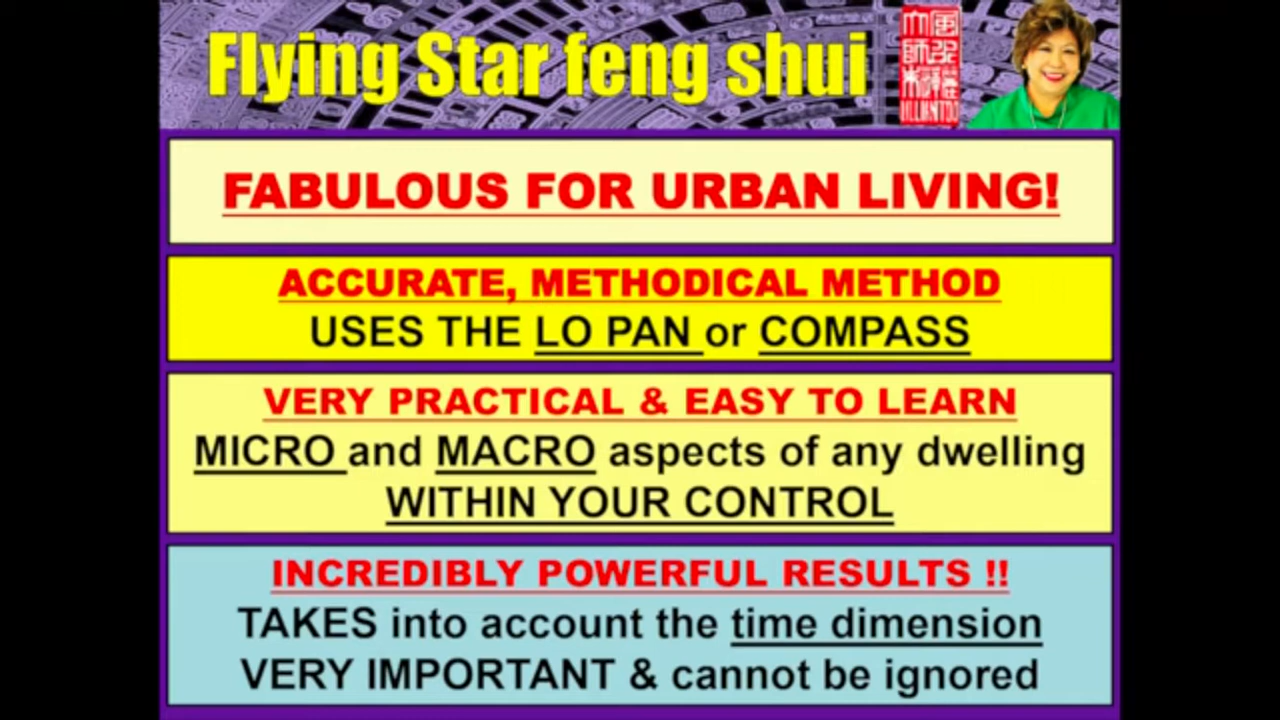 Flying Star feng shui
FABULOUS FOR URBAN LIVING!
ACCURATE, METHODICAL METHOD
USES THE LO PAN or COMPASS
VERY PRACTICAL & EASY TO LEARN
MICRO and MACRO aspects of any dwelling
WITHIN YOUR CONTROL
INCREDIBLY POWERFUL RESULTS !!
TAKES into account the time dimension
VERY IMPORTANT & cannot be ignored